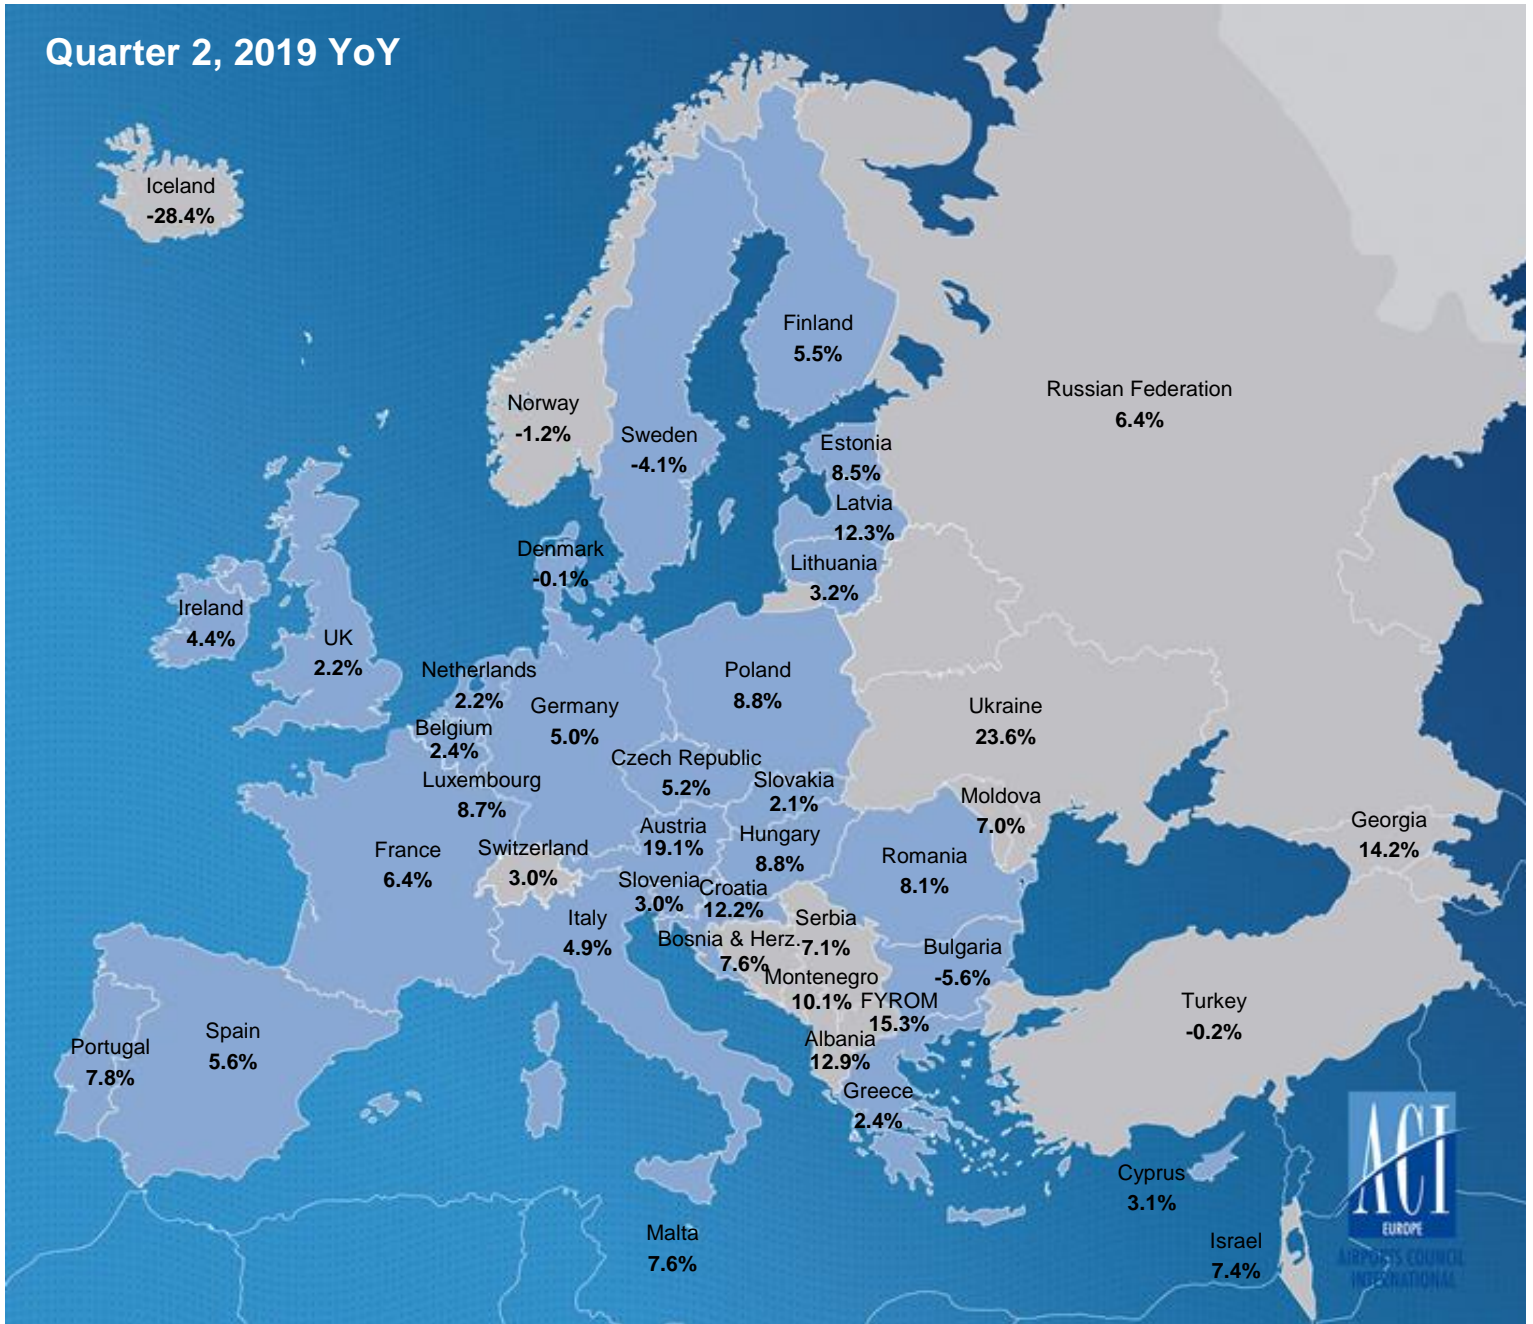 Quarter 2, 2019 YoY
Iceland
-28.4%
Finland
5.5%
Russian Federation
6.4%
Norway
-1.2%
Sweden
-4.1%
Estonia
8.5%
Latvia
12.3%
Denmark
-0.1%
Lithuania
3.2%
Ireland
4.4%
UK
2.2%
Netherlands
2.2%
Poland
8.8%
Germany
5.0%
Ukraine
23.6%
Belgium
2.4%
Czech Republic
5.2%
Luxembourg
8.7%
Slovakia
2.1%
Moldova
7.0%
Georgia
14.2%
Austria
19.1%
Hungary
8.8%
France
6.4%
Switzerland
3.0%
Romania
8.1%
Slovenia
3.0%
Croatia
12.2%
Italy
4.9%
Serbia
7.1%
Bosnia & Herz.
7.6%
Bulgaria
-5.6%
Montenegro
10.1%
FYROM
15.3%
Turkey
-0.2%
Spain
5.6%
Portugal
7.8%
Albania
12.9%
Greece
2.4%
Cyprus
3.1%
Malta
7.6%
Israel
7.4%
ACI
EUROPE
AIRPORTS COUNCIL
INTERNATIONAL